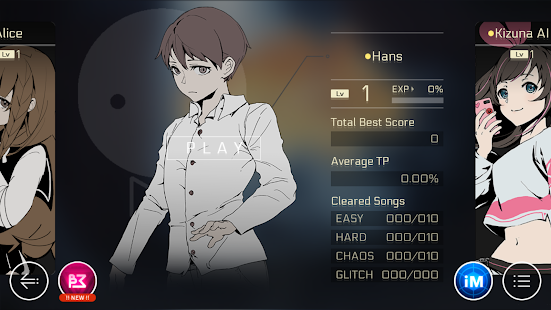 Alice
Lv 1
PLAY
Hans
Lv 1 EXP 0%
Total Best Score
0
Average TP
0.00%
Cleared Songs
EASY 000/010
HARD 000/010
CHAOS 000/010
GLITCH 000/000
Kizuna AI
Lv 1
!! NEW !!
iM